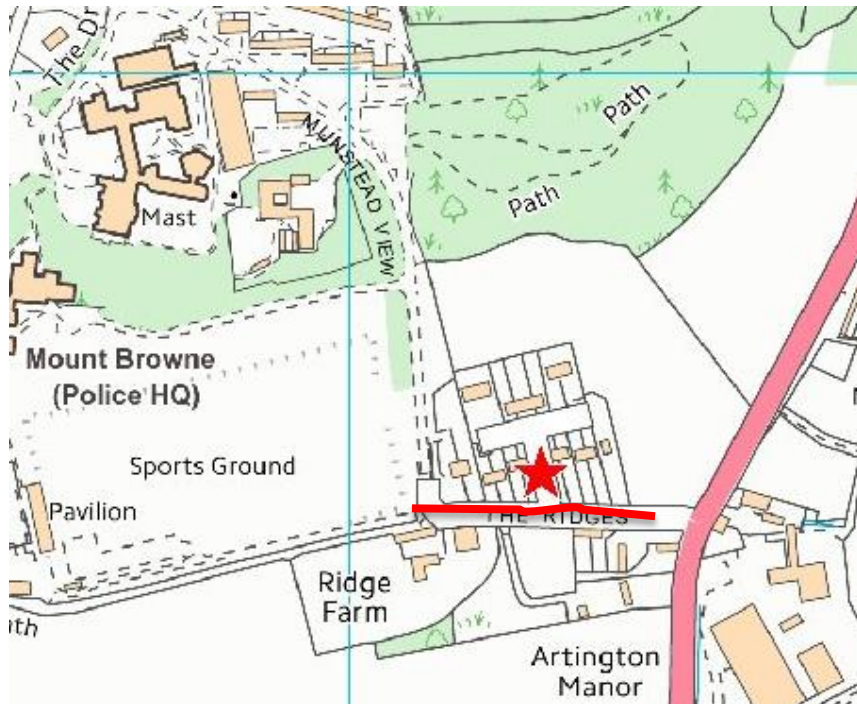 The Dr
MUNSTEAD VIEW
Path
Path
Mast
Mount Browne
(Police HQ)
Sports Ground
Pavilion
THE RIDGES
Ridge
Farm
ath
Artington
Manor